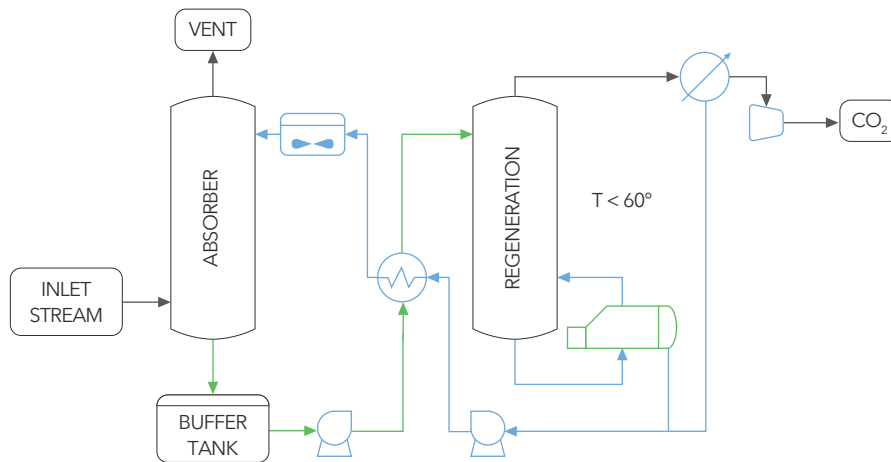 VENT
ABSORBER
REGENERATION
T < 60°
CO₂
INLET
STREAM
BUFFER
TANK